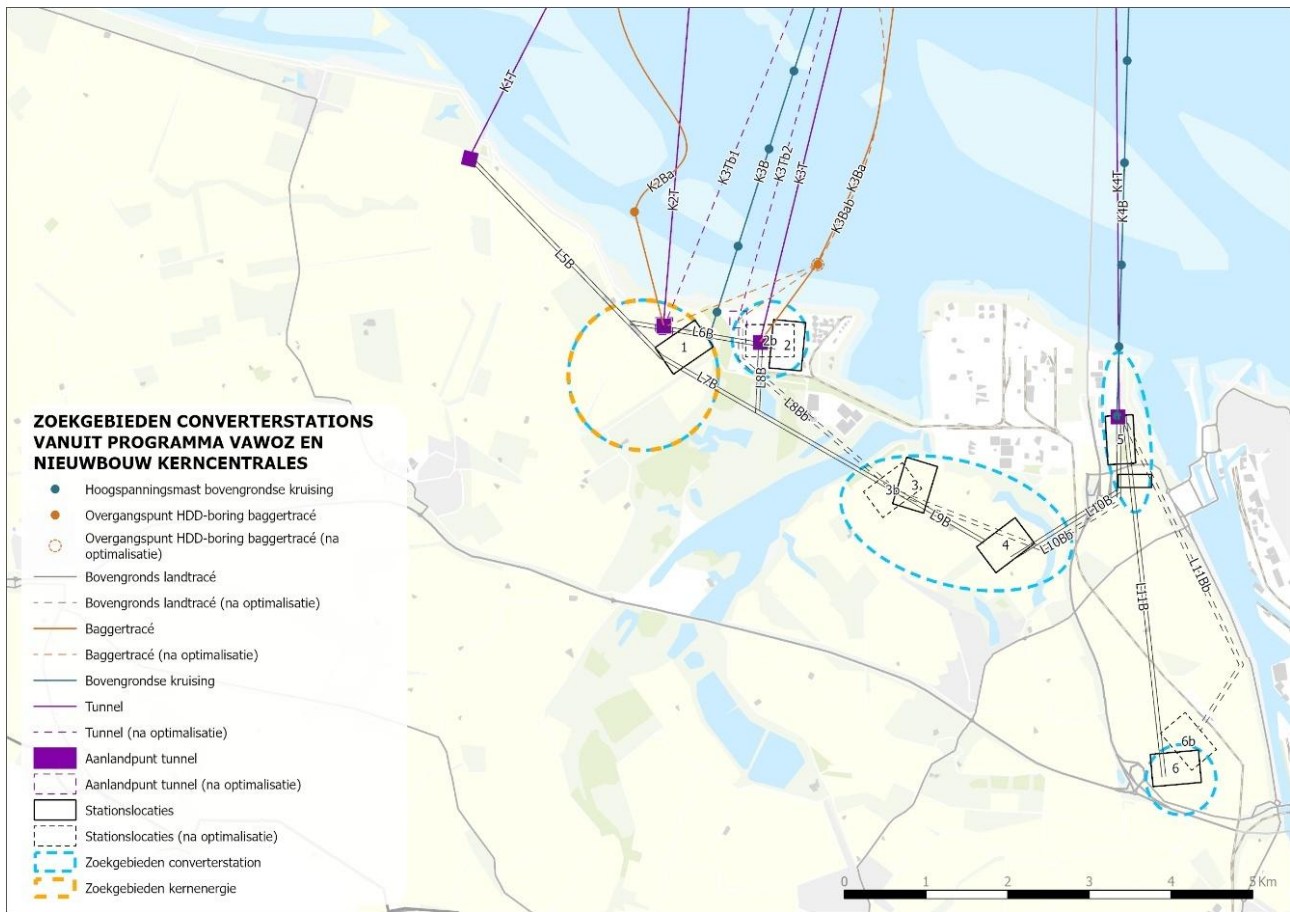 K1T
K2Ba
K2T
K3Tb1
K3B
K3Tb2
K3T
K3Ba
K3Bab
K4T
K4B
L5B
L6B
1
2b
2
L7B
L8B
L8Bb
3b
3
L9B
4
L10B
L10Bb
5
L11B
L11Bb
6b
6
ZOEKGEBIEDEN CONVERTERSTATIONS
VANUIT PROGRAMMA VAWOZ EN
NIEUWBOUW KERNCENTRALES
Hoogspanningsmast bovengrondse kruising
Overgangspunt HDD-boring baggertracé
Overgangspunt HDD-boring baggertracé (na
optimalisatie)
Bovengronds landtracé
Bovengronds landtracé (na optimalisatie)
Baggertracé
Baggertracé (na optimalisatie)
Bovengrondse kruising
Tunnel
Tunnel (na optimalisatie)
Aanlandpunt tunnel
Aanlandpunt tunnel (na optimalisatie)
Stationslocaties
Stationslocaties (na optimalisatie)
Zoekgebieden converterstation
Zoekgebieden kernenergie
0 1 2 3 4 5 Km